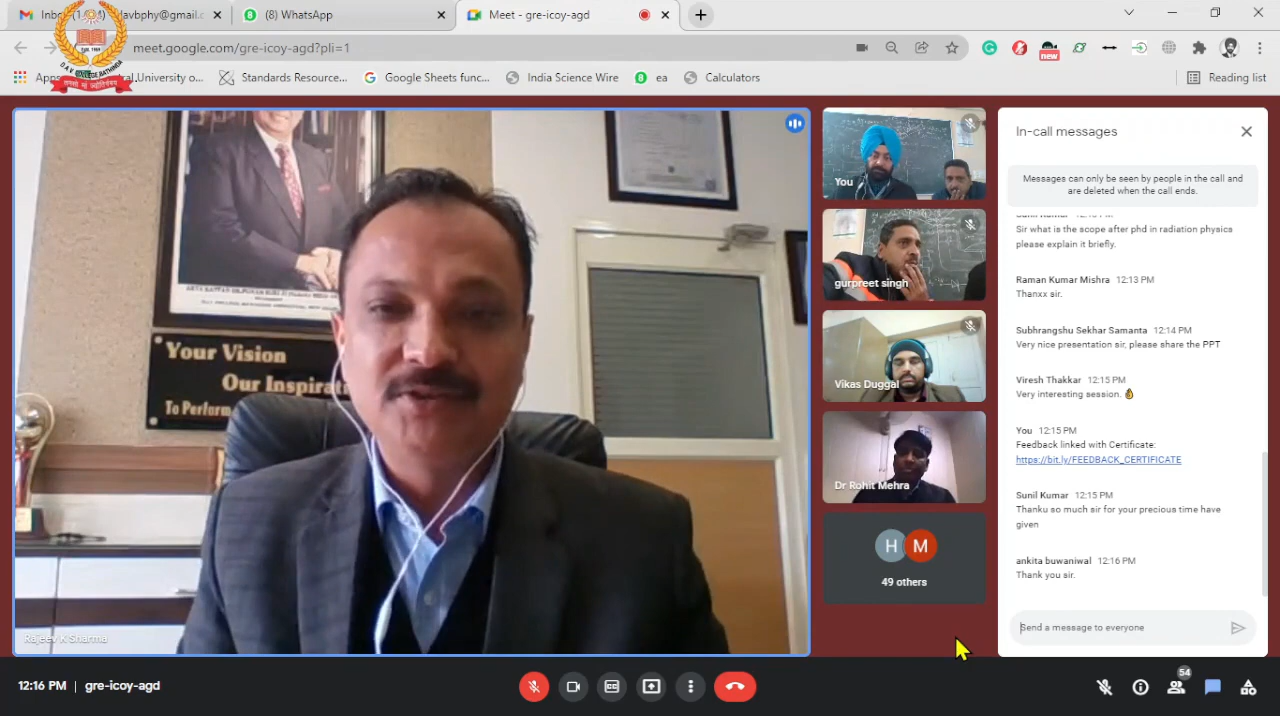 Inbo
vbphy@gmail.c
(8) WhatsApp
Meet - gre-icoy-agd
meet.google.com/gre-icoy-agd?pli=1
new
D.A.V. COLLEGE BATHINDA
University o...
Standards Resource...
Google Sheets func...
India Science Wire
ea
Calculators
Reading list
Your Vision
Our Inspirati
To Perform
Rajeev K Sharma
You
gurpreet singh
Vikas Duggal
Dr Rohit Mehra
H M
49 others
In-call messages
Messages can only be seen by people in the call and
are deleted when the call ends.
Sunil Kumar
Sir what is the scope after phd in radiation physics
please explain it briefly.
Raman Kumar Mishra 12:13 PM
Thanxx sir.
Subhrangshu Sekhar Samanta 12:14 PM
Very nice presentation sir, please share the PPT
Viresh Thakkar 12:15 PM
Very interesting session. 👌
You 12:15 PM
Feedback linked with Certificate:
https://bit.ly/FEEDBACK_CERTIFICATE
Sunil Kumar 12:15 PM
Thanku so much sir for your precious time have
given
ankita buwaniwal 12:16 PM
Thank you sir.
Send a message to everyone
12:16 PM | gre-icoy-agd
54